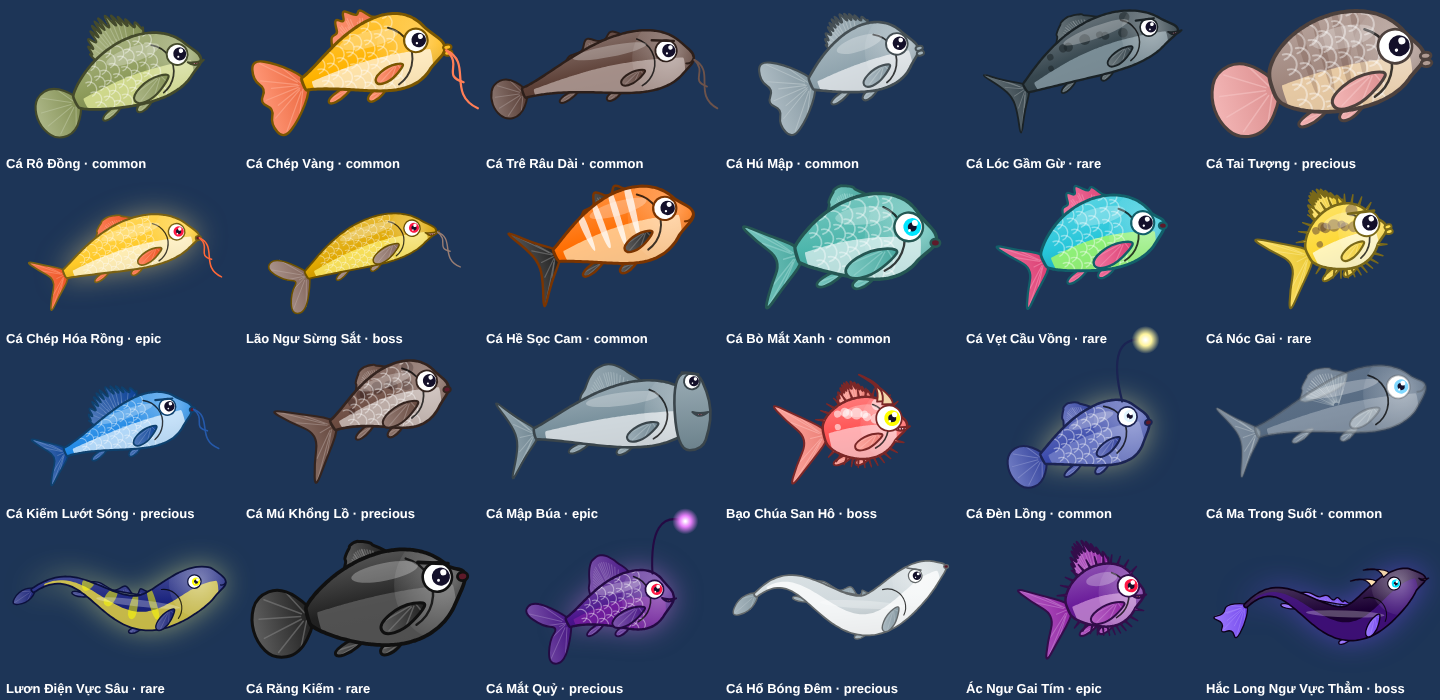 Cá Rô Đồng · common
Cá Chép Vàng · common
Cá Trê Râu Dài · common
Cá Hú Mập · common
Cá Lóc Gầm Gừ · rare
Cá Tai Tượng · precious
Cá Chép Hóa Rồng · epic
Lão Ngư Sừng Sắt · boss
Cá Hề Sọc Cam · common
Cá Bò Mắt Xanh · common
Cá Vẹt Cầu Vồng · rare
Cá Nóc Gai · rare
Cá Kiếm Lướt Sóng · precious
Cá Mú Khổng Lồ · precious
Cá Mập Búa · epic
Bạo Chúa San Hô · boss
Cá Đèn Lồng · common
Cá Ma Trong Suốt · common
Lươn Điện Vực Sâu · rare
Cá Răng Kiếm · rare
Cá Mắt Quỷ · precious
Cá Hố Bóng Đêm · precious
Ác Ngư Gai Tím · epic
Hắc Long Ngư Vực Thẳm · boss